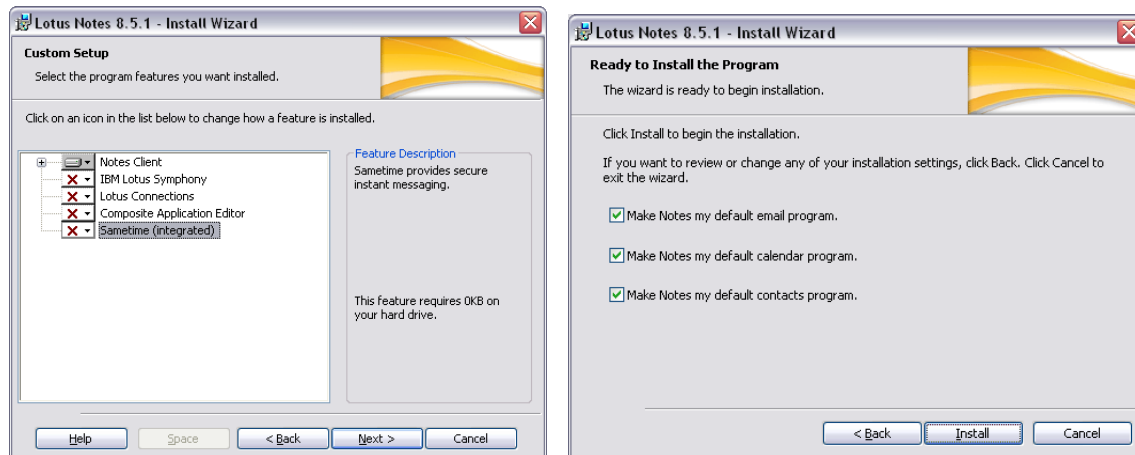 Lotus Notes 8.5.1 - Install Wizard
Custom Setup
Select the program features you want installed.
Click on an icon in the list below to change how a feature is installed.
Notes Client
IBM Lotus Symphony
Lotus Connections
Composite Application Editor
Sametime (integrated)
Feature Description
Sametime provides secure
instant messaging.
This feature requires 0KB on
your hard drive.
Help
Space
< Back
Next >
Cancel
Lotus Notes 8.5.1 - Install Wizard
Ready to Install the Program
The wizard is ready to begin installation.
Click Install to begin the installation.
If you want to review or change any of your installation settings, click Back. Click Cancel to
exit the wizard.
Make Notes my default email program.
Make Notes my default calendar program.
Make Notes my default contacts program.
< Back
Install
Cancel